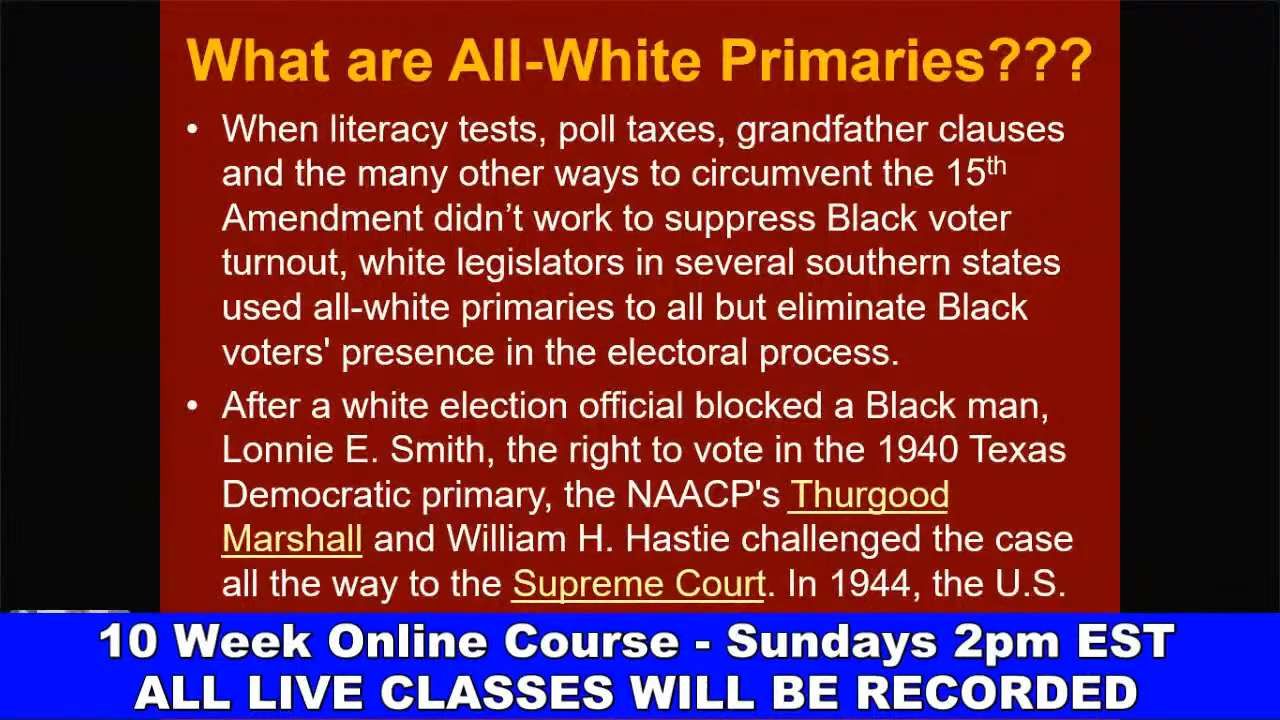 What are All-White Primaries???
• When literacy tests, poll taxes, grandfather clauses
and the many other ways to circumvent the 15th
Amendment didn’t work to suppress Black voter
turnout, white legislators in several southern states
used all-white primaries to all but eliminate Black
voters' presence in the electoral process.
• After a white election official blocked a Black man,
Lonnie E. Smith, the right to vote in the 1940 Texas
Democratic primary, the NAACP's Thurgood
Marshall and William H. Hastie challenged the case
all the way to the Supreme Court. In 1944, the U.S.
10 Week Online Course - Sundays 2pm EST
ALL LIVE CLASSES WILL BE RECORDED